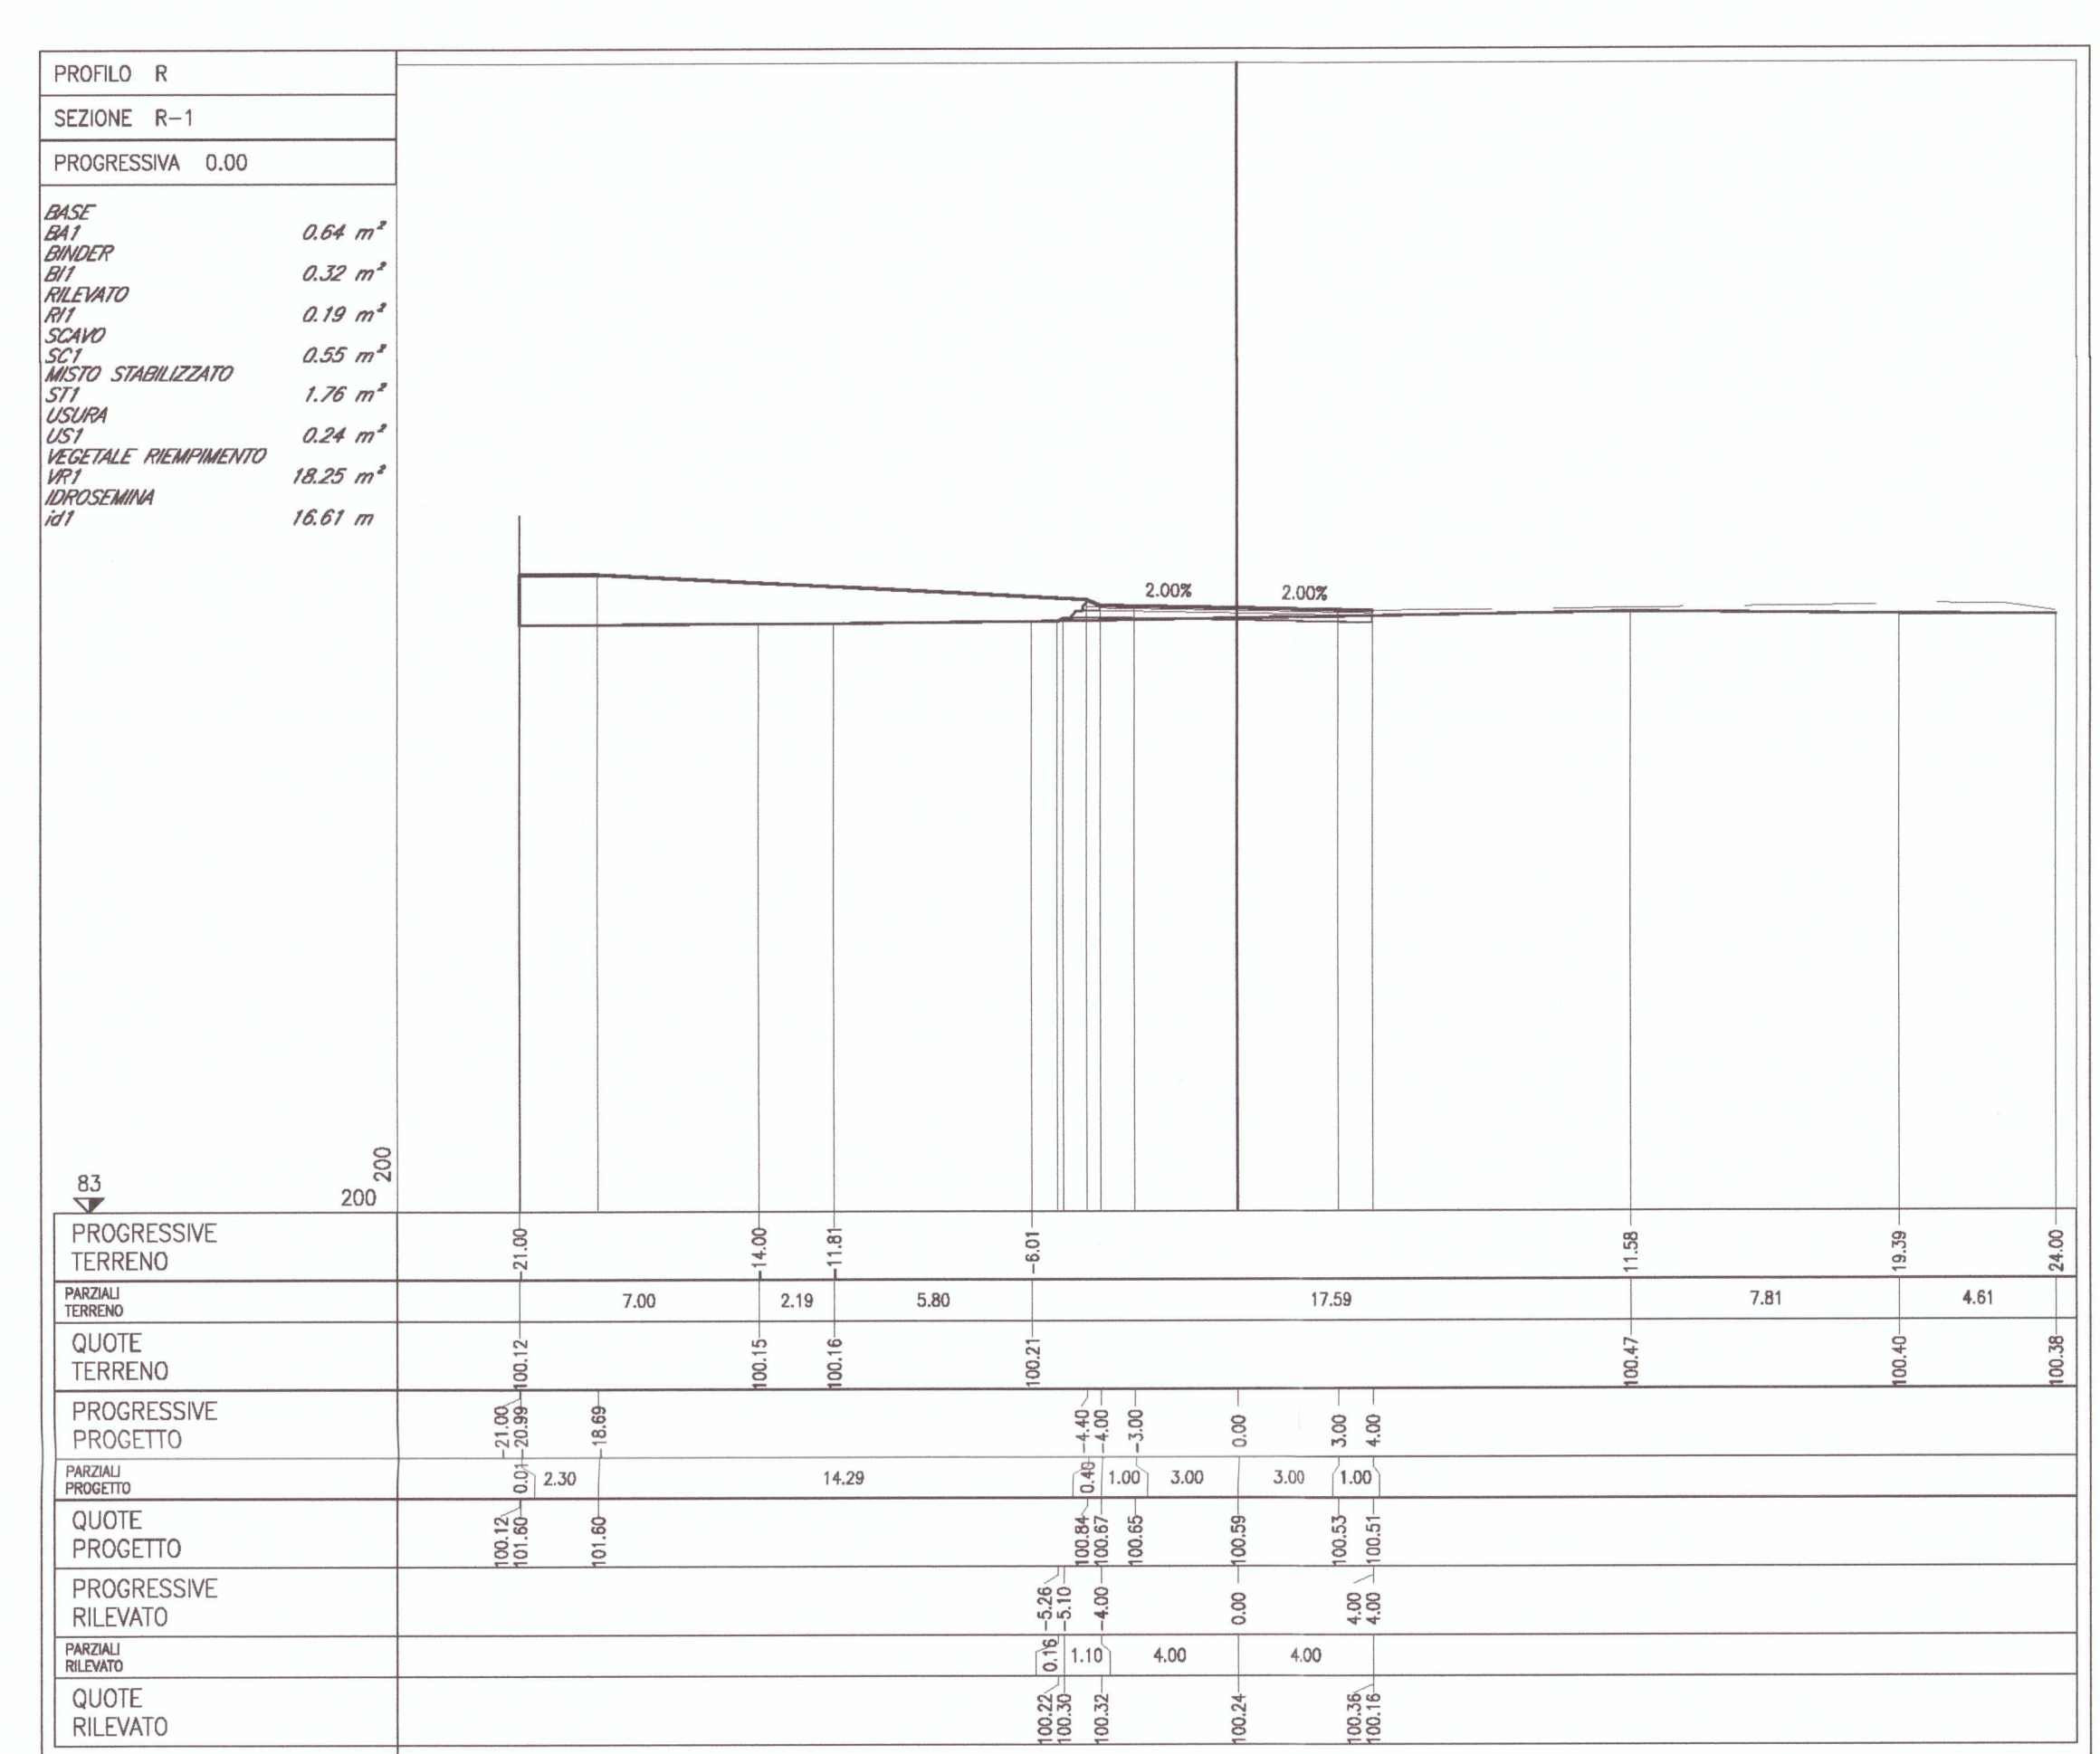 PROFILO R
SEZIONE R-1
PROGRESSIVA 0.00
BASE
BA1 0.64 m²
BINDER
BI1 0.32 m²
RILEVATO
RI1 0.19 m²
SCAVO
SC1 0.55 m²
MISTO STABILIZZATO
ST1 1.76 m²
USURA
US1 0.24 m²
VEGETALE RIEMPIMENTO
VR1 18.25 m²
IDROSEMINA
id1 16.61 m
2.00% 2.00%
83 200 200
PROGRESSIVE
TERRENO
-21.00 -14.00 -11.81 -6.01 11.58 19.39 24.00
PARZIALI
TERRENO
7.00 2.19 5.80 17.59 7.81 4.61
QUOTE
TERRENO
100.12 100.15 100.16 100.21 100.47 100.40 100.38
PROGRESSIVE
PROGETTO
-21.00 -20.99 -18.69 -4.40 -4.00 -3.00 0.00 3.00 4.00
PARZIALI
PROGETTO
0.01 2.30 14.29 0.40 1.00 3.00 3.00 1.00
QUOTE
PROGETTO
100.12 101.60 101.60 100.84 100.67 100.65 100.59 100.53 100.51
PROGRESSIVE
RILEVATO
-5.26 -5.10 -4.00 0.00 4.00 4.00
PARZIALI
RILEVATO
0.16 1.10 4.00 4.00
QUOTE
RILEVATO
100.22 100.30 100.32 100.24 100.36 100.16